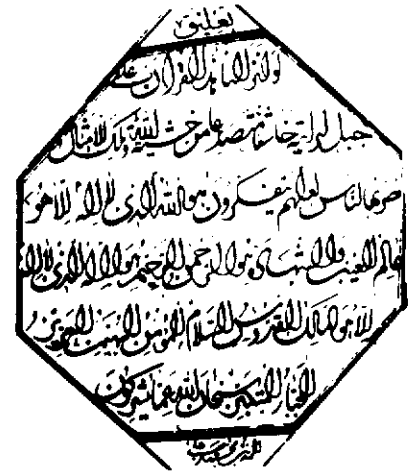 تعليق
ولو انزلنا هذا القران على
جبل لرايته خاشعا متصدعا من خشية الله وتلك الامثال
نضربها للناس لعلهم يتفكرون هو الله الذي لا اله الا هو
عالم الغيب والشهادة هو الرحمن الرحيم هو الله الذي لا اله
الا هو الملك القدوس السلام المؤمن المهيمن العزيز
الجبار المتكبر سبحان الله عما يشركون